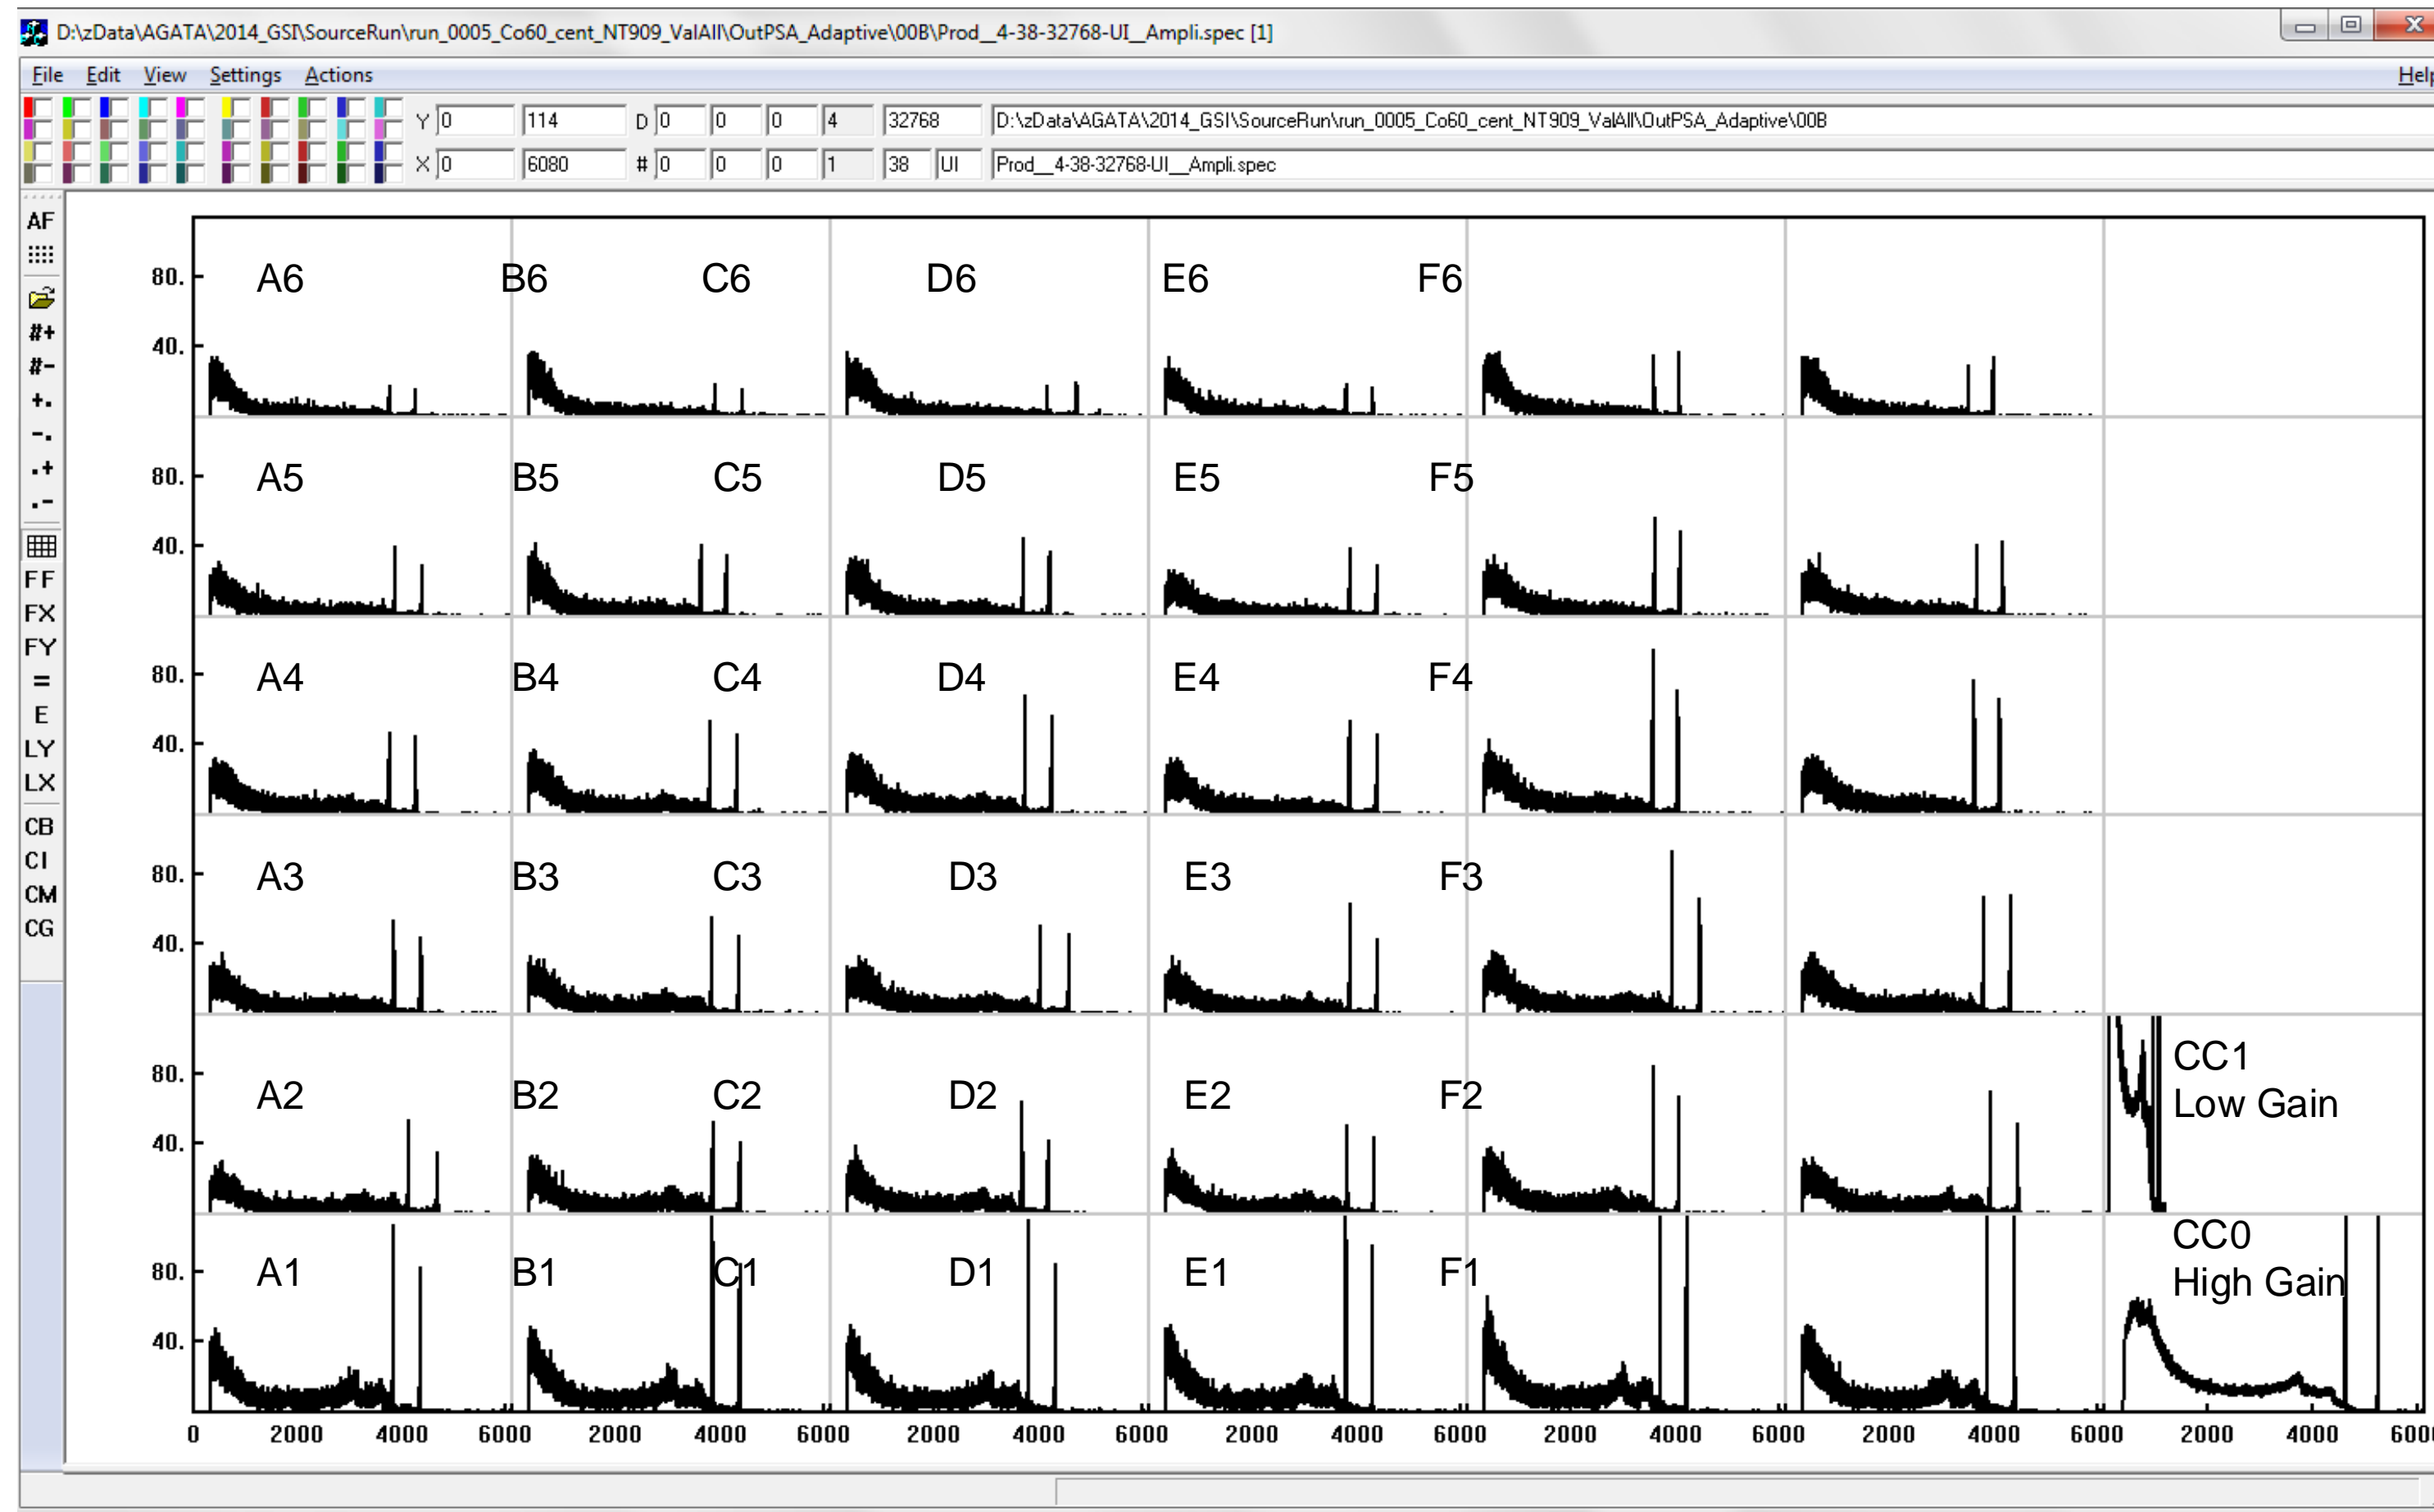 D:\zData\AGATA\2014_GSI\SourceRun\run_0005_Co60_cent_NT909_ValAll\OutPSA_Adaptive\00B\Prod__4-38-32768-UI__Ampli.spec [1]
File Edit View Settings Actions Help
Y 0 114 D 0 0 0 4 32768 D:\zData\AGATA\2014_GSI\SourceRun\run_0005_Co60_cent_NT909_ValAll\OutPSA_Adaptive\00B
X 0 6080 # 0 0 0 1 38 UI Prod__4-38-32768-UI__Ampli.spec
AF
#+
#-
+.
-.
.+
.-
FF
FX
FY
=
E
LY
LX
CB
CI
CM
CG
80. A6 B6 C6 D6 E6 F6
40.
80. A5 B5 C5 D5 E5 F5
40.
80. A4 B4 C4 D4 E4 F4
40.
80. A3 B3 C3 D3 E3 F3
40.
CC1
Low Gain
80. A2 B2 C2 D2 E2 F2
40.
CC0
High Gain
80. A1 B1 C1 D1 E1 F1
40.
0 2000 4000 6000 2000 4000 6000 2000 4000 6000 2000 4000 6000 2000 4000 6000 2000 4000 6000 2000 4000 600